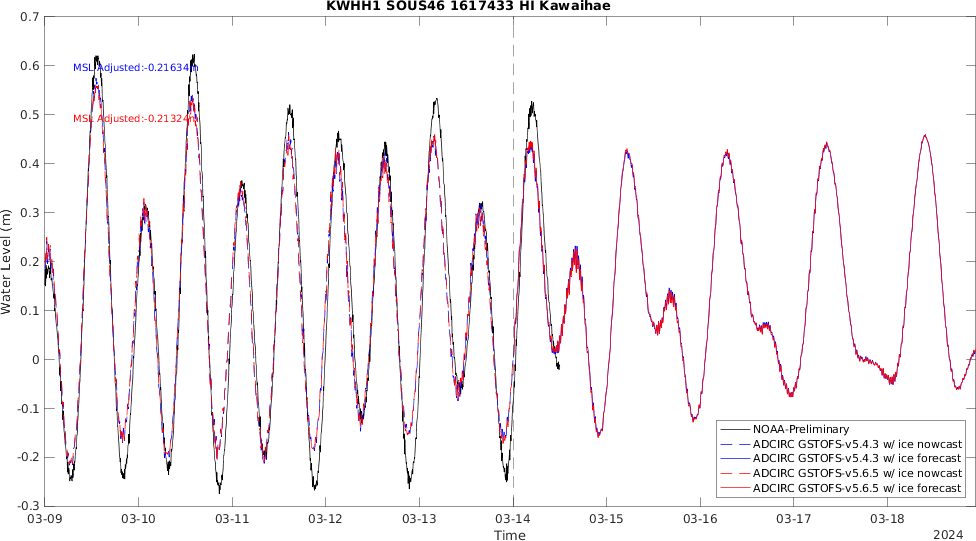 KWHH1 SOUS46 1617433 HI Kawaihae
0.7
0.6
0.5
0.4
0.3
0.2
0.1
0
-0.1
-0.2
-0.3
Water Level (m)
MSL Adjusted:-0.21634m
MSL Adjusted:-0.21324m
NOAA-Preliminary
ADCIRC GSTOFS-v5.4.3 w/ ice nowcast
ADCIRC GSTOFS-v5.4.3 w/ ice forecast
ADCIRC GSTOFS-v5.6.5 w/ ice nowcast
ADCIRC GSTOFS-v5.6.5 w/ ice forecast
03-09 03-10 03-11 03-12 03-13 03-14 03-15 03-16 03-17 03-18
Time
2024